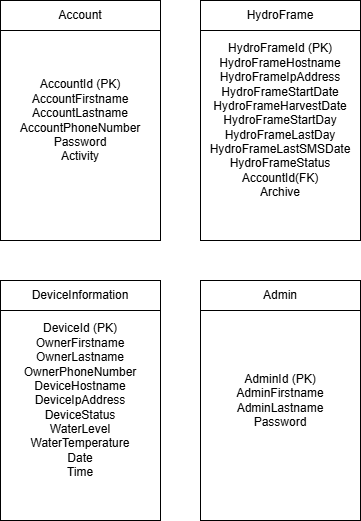 Account
AccountId (PK)
AccountFirstname
AccountLastname
AccountPhoneNumber
Password
Activity
HydroFrame
HydroFrameId (PK)
HydroFrameHostname
HydroFrameIpAddress
HydroFrameStartDate
HydroFrameHarvestDate
HydroFrameStartDay
HydroFrameLastDay
HydroFrameLastSMSDate
HydroFrameStatus
AccountId(FK)
Archive
DeviceInformation
DeviceId (PK)
OwnerFirstname
OwnerLastname
OwnerPhoneNumber
DeviceHostname
DeviceIpAddress
DeviceStatus
WaterLevel
WaterTemperature
Date
Time
Admin
AdminId (PK)
AdminFirstname
AdminLastname
Password